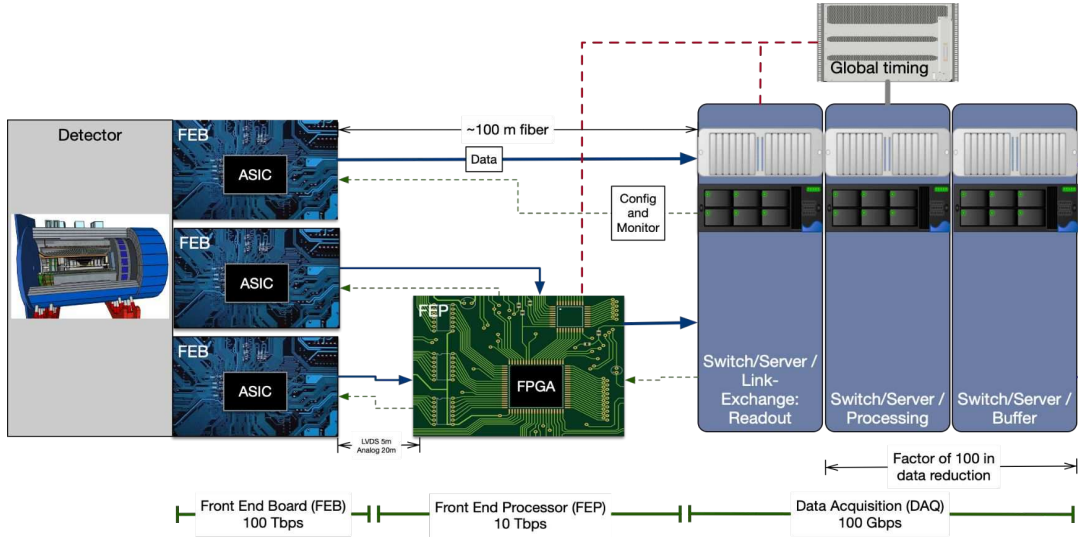 Global timing
Detector
FEB
ASIC
~100 m fiber
Data
Config
and
Monitor
FEB
ASIC
FEP
FPGA
FEB
ASIC
LVDS 5m
Analog 20m
Switch/Server /
Link-
Exchange:
Readout
Switch/Server /
Processing
Switch/Server /
Buffer
Factor of 100 in
data reduction
Front End Board (FEB)
100 Tbps
Front End Processor (FEP)
10 Tbps
Data Acquisition (DAQ)
100 Gbps